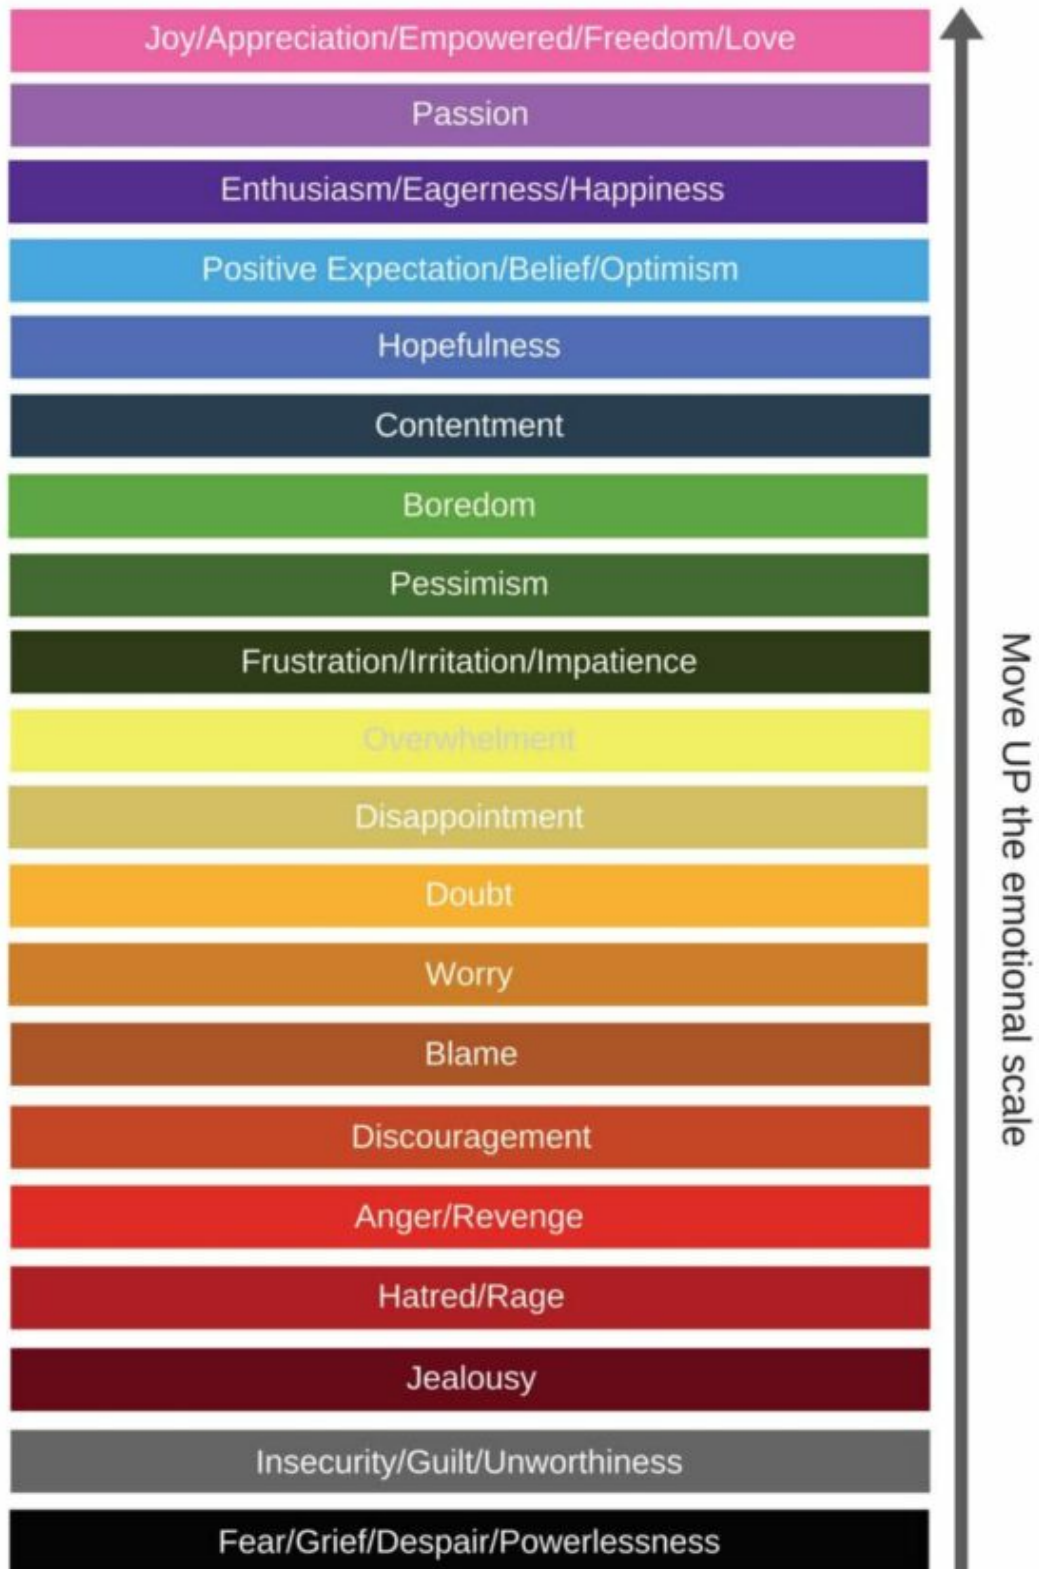 Joy/Appreciation/Empowered/Freedom/Love
Passion
Enthusiasm/Eagerness/Happiness
Positive Expectation/Belief/Optimism
Hopefulness
Contentment
Boredom
Pessimism
Frustration/Irritation/Impatience
Overwhelment
Disappointment
Doubt
Worry
Blame
Discouragement
Anger/Revenge
Hatred/Rage
Jealousy
Insecurity/Guilt/Unworthiness
Fear/Grief/Despair/Powerlessness
Move UP the emotional scale